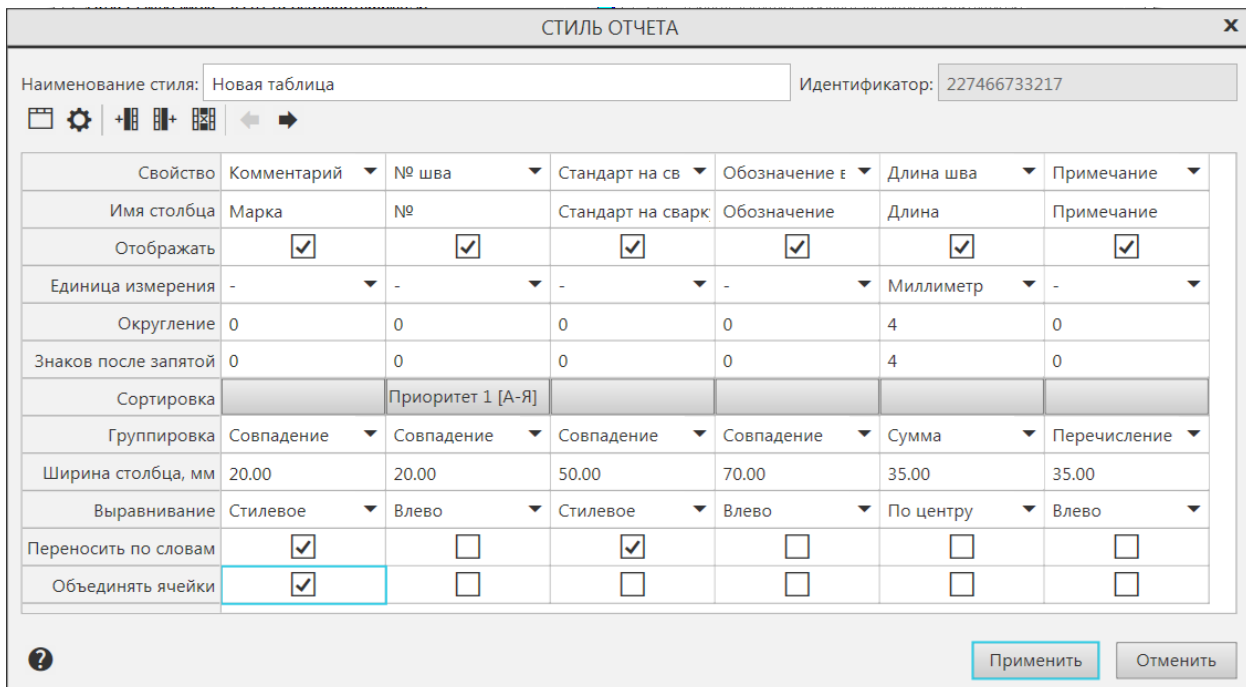 СТИЛЬ ОТЧЕТА
Наименование стиля: Новая таблица Идентификатор: 227466733217
Свойство Комментарий № шва Стандарт на св Обозначение в Длина шва Примечание
Имя столбца Марка № Стандарт на сварк Обозначение Длина Примечание
Отображать
Единица измерения - - - - Миллиметр -
Округление 0 0 0 0 4 0
Знаков после запятой 0 0 0 0 4 0
Сортировка Приоритет 1 [А-Я]
Группировка Совпадение Совпадение Совпадение Совпадение Сумма Перечисление
Ширина столбца, мм 20.00 20.00 50.00 70.00 35.00 35.00
Выравнивание Стилевое Влево Стилевое Влево По центру Влево
Переносить по словам
Объединять ячейки
Применить Отменить